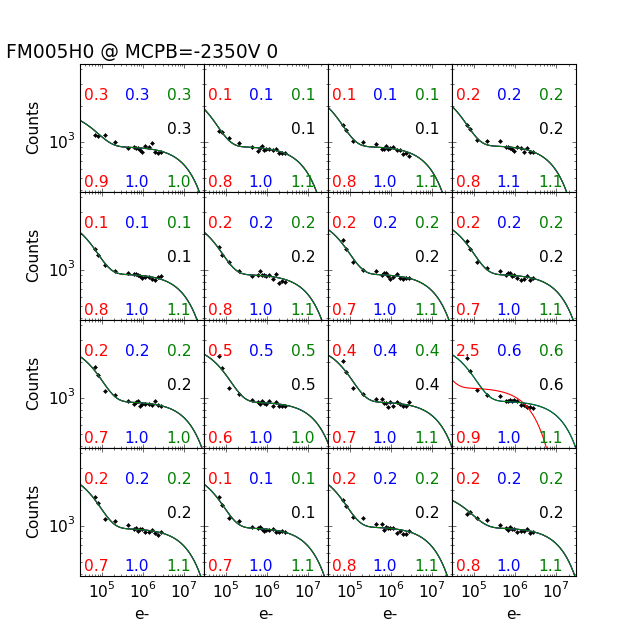 FM005H0 @ MCPB=-2350V 0
0.3 0.3 0.3 0.1 0.1 0.1 0.1 0.1 0.1 0.2 0.2 0.2
Counts 10³ 0.3 0.1 0.1 0.2
0.9 1.0 1.0 0.8 1.0 1.1 0.8 1.0 1.1 0.8 1.1 1.1
0.1 0.1 0.1 0.2 0.2 0.2 0.2 0.2 0.2 0.2 0.2 0.2
Counts 10³ 0.1 0.2 0.2 0.2
0.8 1.0 1.1 0.8 1.0 1.1 0.7 1.0 1.1 0.7 1.0 1.1
0.2 0.2 0.2 0.5 0.5 0.5 0.4 0.4 0.4 2.5 0.6 0.6
Counts 10³ 0.2 0.5 0.4 0.6
0.7 1.0 1.0 0.6 1.0 1.0 0.7 1.0 1.1 0.9 1.0 1.1
0.2 0.2 0.2 0.1 0.1 0.1 0.2 0.2 0.2 0.2 0.2 0.2
Counts 10³ 0.2 0.1 0.2 0.2
0.7 1.0 1.1 0.7 1.0 1.1 0.8 1.0 1.1 0.8 1.0 1.1
10⁵ 10⁶ 10⁷ 10⁵ 10⁶ 10⁷ 10⁵ 10⁶ 10⁷ 10⁵ 10⁶ 10⁷
e- e- e- e-